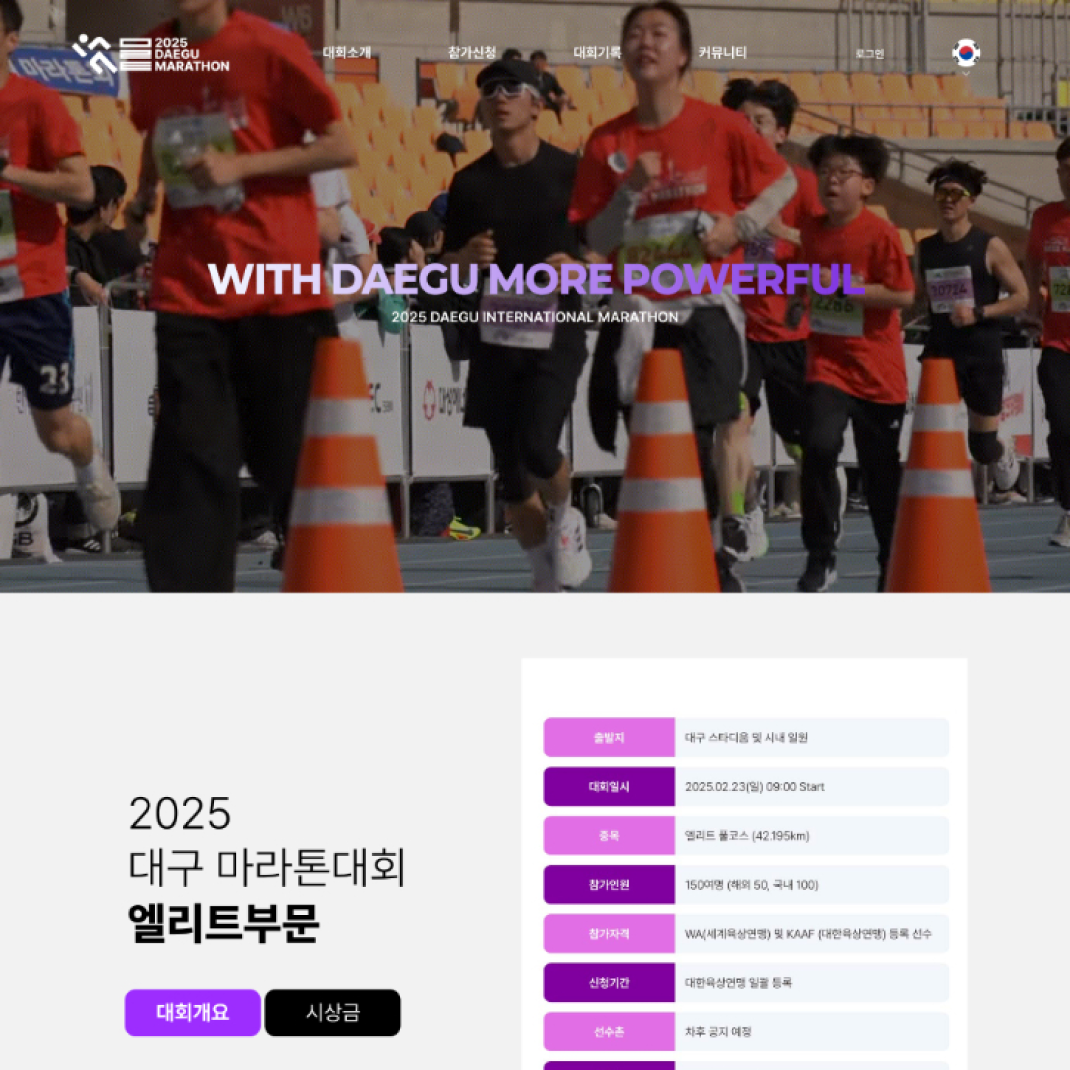 2025
DAEGU
MARATHON
대회소개
참가신청
대회기록
커뮤니티
로그인
마라톤
WITH DAEGU MORE POWERFUL
2025 DAEGU INTERNATIONAL MARATHON
10724
2288
23
2025
대구 마라톤대회
엘리트부문
대회개요
시상금
출발지
대구 스타디움 및 시내 일원
대회일시
2025.02.23(일) 09:00 Start
종목
엘리트 풀코스 (42.195km)
참가인원
150여명 (해외 50, 국내 100)
참가자격
WA(세계육상연맹) 및 KAAF (대한육상연맹) 등록 선수
신청기간
대한육상연맹 일괄 등록
선수촌
차후 공지 예정